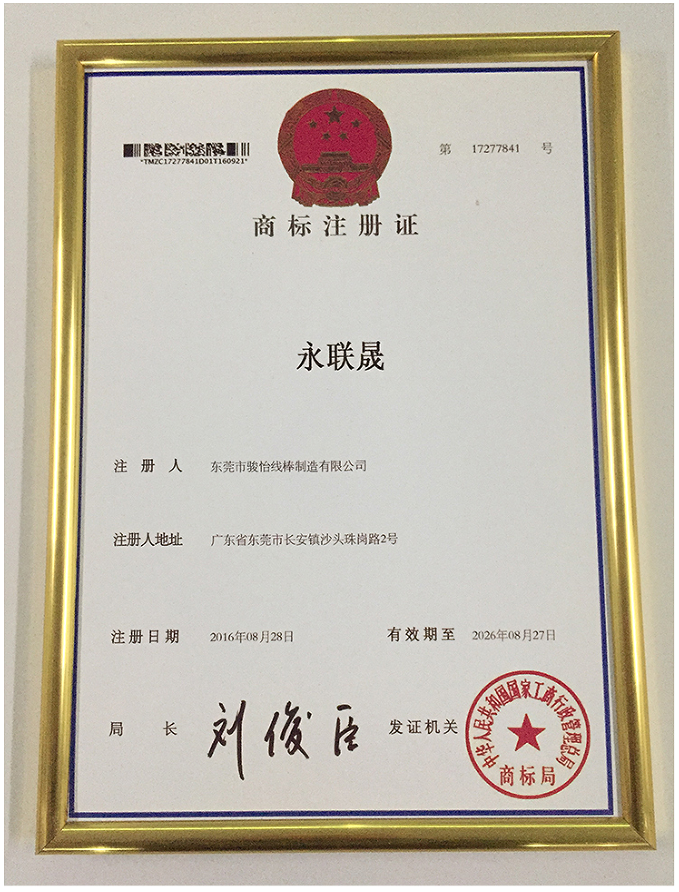 第 17277841 号
*TMZC17277841D01T160921*
商标注册证
永联晟
注册人 东莞市骏怡线棒制造有限公司
注册人地址 广东省东莞市长安镇沙头珠岗路2号
注册日期 2016年08月28日 有效期至 2026年08月27日
局长 刘俊臣 发证机关
中华人民共和国国家工商行政管理总局
商标局